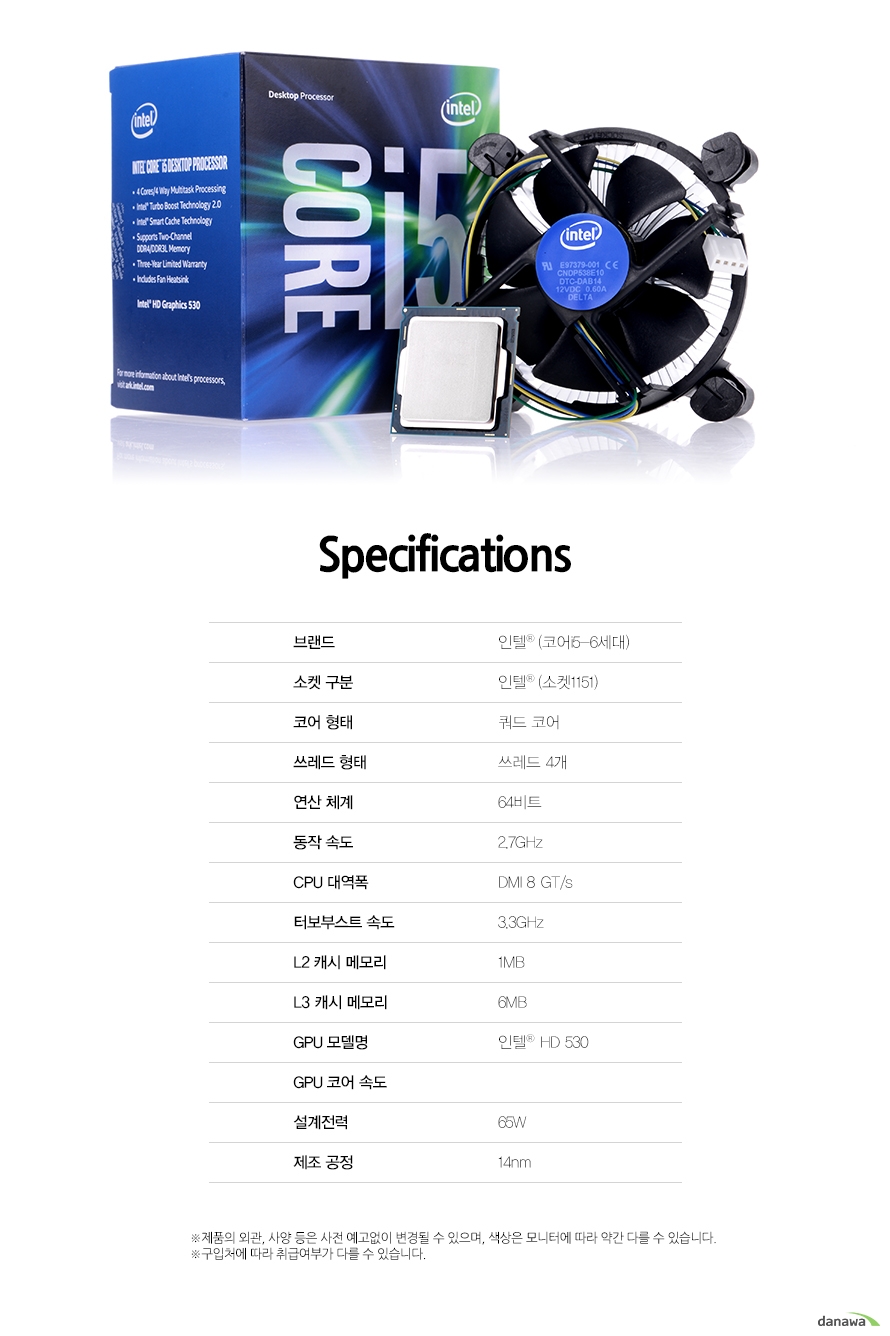 intel
INTEL® CORE™ i5 DESKTOP PROCESSOR
• 4 Cores/4 Way Multitask Processing
• Intel® Turbo Boost Technology 2.0
• Intel® Smart Cache Technology
• Supports Two-Channel
DDR4/DDR3L Memory
• Three-Year Limited Warranty
• Includes Fan Heatsink
Intel® HD Graphics 530
For more information about Intel's processors,
visit ark.intel.com
Desktop Processor
intel
CORE i5
intel
E97379-001 CE
CNDP538E10
DTC-DAB14
12VDC 0.60A
DELTA
Specifications
브랜드 인텔® (코어i5-6세대)
소켓 구분 인텔® (소켓1151)
코어 형태 쿼드 코어
쓰레드 형태 쓰레드 4개
연산 체계 64비트
동작 속도 2.7GHz
CPU 대역폭 DMI 8 GT/s
터보부스트 속도 3.3GHz
L2 캐시 메모리 1MB
L3 캐시 메모리 6MB
GPU 모델명 인텔® HD 530
GPU 코어 속도
설계전력 65W
제조 공정 14nm
※제품의 외관, 사양 등은 사전 예고없이 변경될 수 있으며, 색상은 모니터에 따라 약간 다를 수 있습니다.
※구입처에 따라 취급여부가 다를 수 있습니다.
danawa